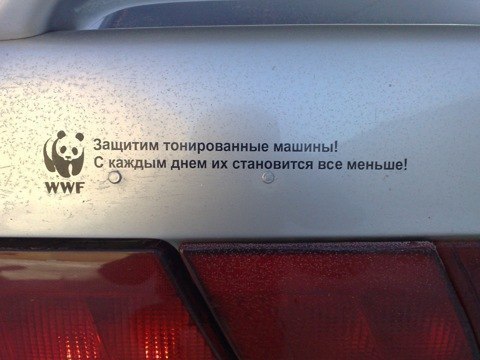 Защитим тонированные машины!
С каждым днем их становится все меньше!
WWF